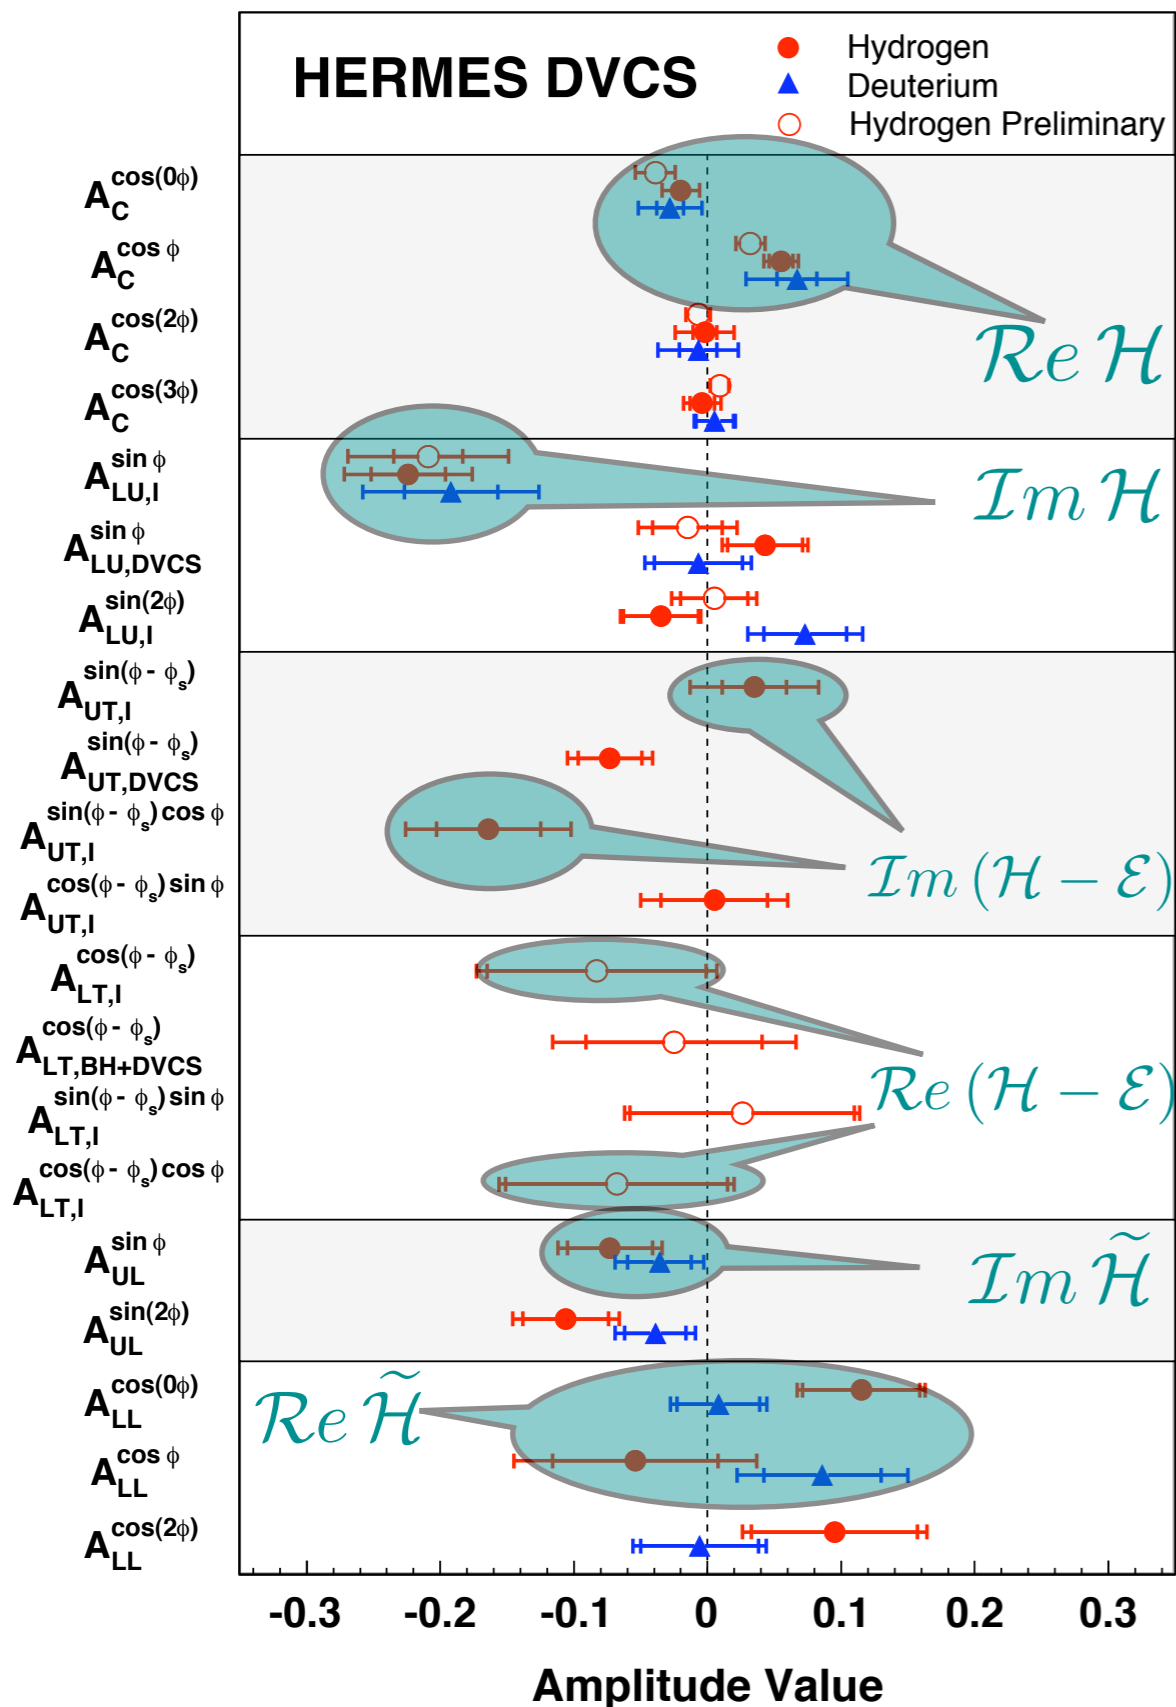 HERMES DVCS
Hydrogen
Deuterium
Hydrogen Preliminary
A_C^cos(0ϕ)
A_C^cos ϕ
A_C^cos(2ϕ)
Re H
A_C^cos(3ϕ)
A_LU,I^sin ϕ
Im H
A_LU,DVCS^sin ϕ
A_LU,I^sin(2ϕ)
A_UT,I^sin(ϕ - ϕ_s)
A_UT,DVCS^sin(ϕ - ϕ_s)
A_UT,I^sin(ϕ - ϕ_s) cos ϕ
Im (H − E)
A_UT,I^cos(ϕ - ϕ_s) sin ϕ
A_LT,I^cos(ϕ - ϕ_s)
A_LT,BH+DVCS^cos(ϕ - ϕ_s)
Re (H − E)
A_LT,I^sin(ϕ - ϕ_s) sin ϕ
A_LT,I^cos(ϕ - ϕ_s) cos ϕ
A_UL^sin ϕ
Im H̃
A_UL^sin(2ϕ)
A_LL^cos(0ϕ)
Re H̃
A_LL^cos ϕ
A_LL^cos(2ϕ)
-0.3 -0.2 -0.1 0 0.1 0.2 0.3
Amplitude Value